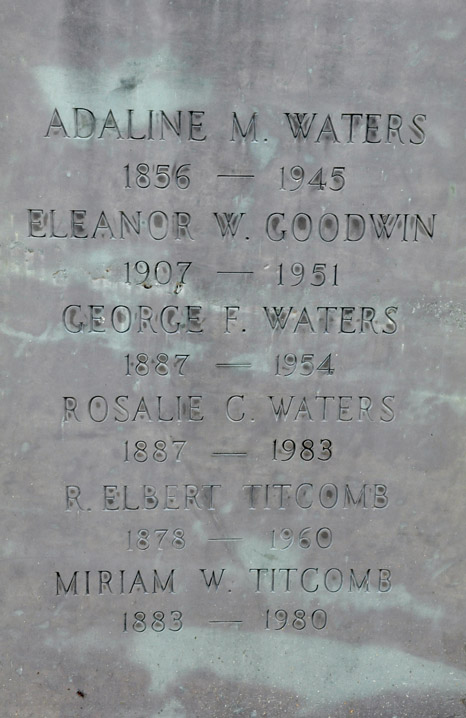 ADALINE M. WATERS
1856 — 1945
ELEANOR W. GOODWIN
1907 — 1951
GEORGE F. WATERS
1887 — 1954
ROSALIE C. WATERS
1887 — 1983
R. ELBERT TITCOMB
1878 — 1960
MIRIAM W. TITCOMB
1883 — 1980